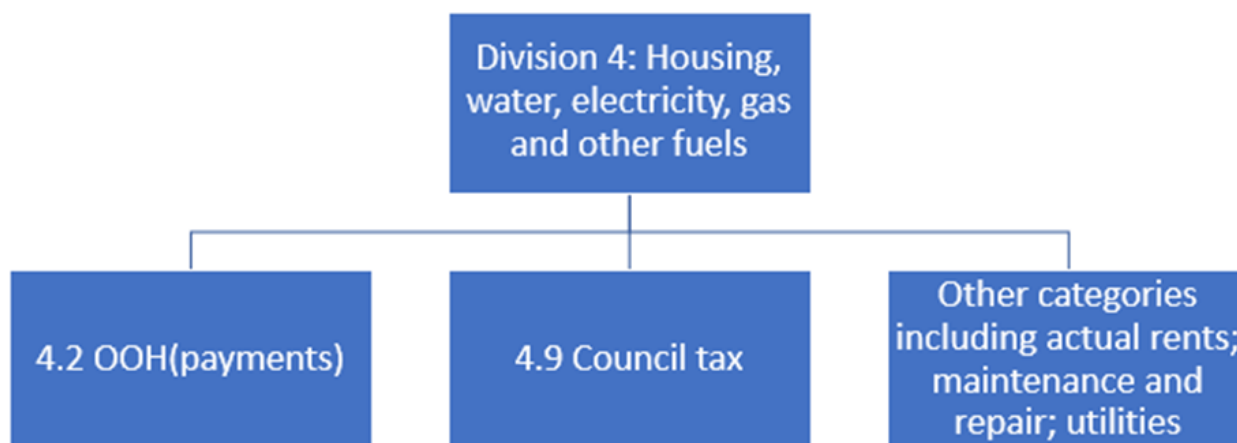 Division 4: Housing,
water, electricity, gas
and other fuels
4.2 OOH(payments)
4.9 Council tax
Other categories
including actual rents;
maintenance and
repair; utilities